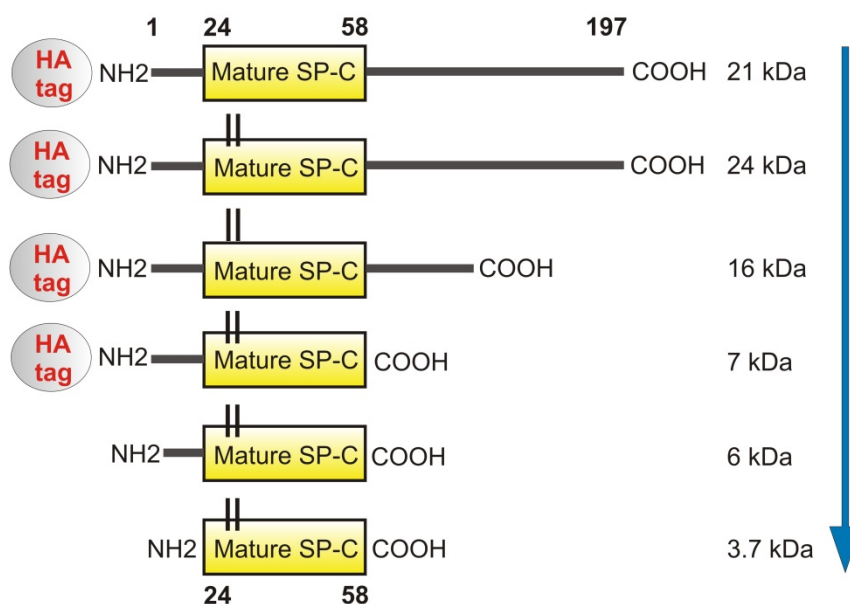 1 24 58 197
HA tag NH2 Mature SP-C COOH 21 kDa
HA tag NH2 Mature SP-C COOH 24 kDa
HA tag NH2 Mature SP-C COOH 16 kDa
HA tag NH2 Mature SP-C COOH 7 kDa
NH2 Mature SP-C COOH 6 kDa
NH2 Mature SP-C COOH 3.7 kDa
24 58